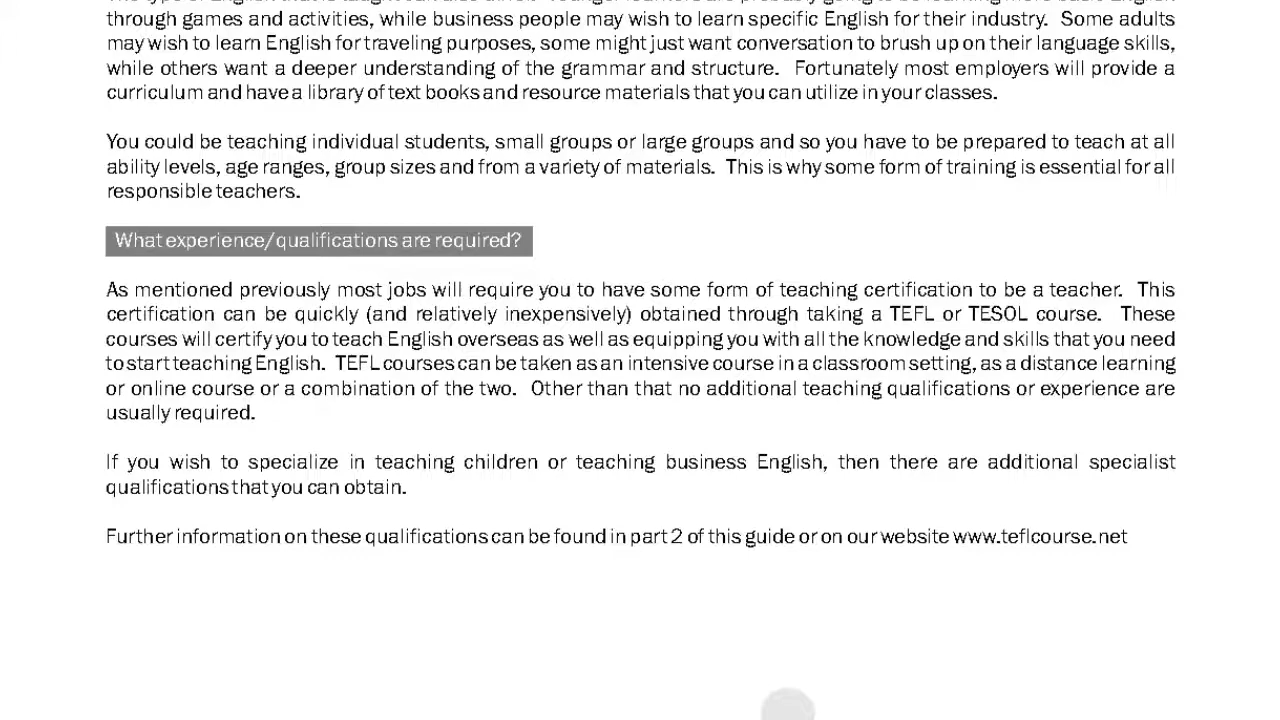 through games and activities, while business people may wish to learn specific English for their industry. Some adults
may wish to learn English for traveling purposes, some might just want conversation to brush up on their language skills,
while others want a deeper understanding of the grammar and structure. Fortunately most employers will provide a
curriculum and have a library of text books and resource materials that you can utilize in your classes.
You could be teaching individual students, small groups or large groups and so you have to be prepared to teach at all
ability levels, age ranges, group sizes and from a variety of materials. This is why some form of training is essential for all
responsible teachers.
What experience/qualifications are required?
As mentioned previously most jobs will require you to have some form of teaching certification to be a teacher. This
certification can be quickly (and relatively inexpensively) obtained through taking a TEFL or TESOL course. These
courses will certify you to teach English overseas as well as equipping you with all the knowledge and skills that you need
to start teaching English. TEFL courses can be taken as an intensive course in a classroom setting, as a distance learning
or online course or a combination of the two. Other than that no additional teaching qualifications or experience are
usually required.
If you wish to specialize in teaching children or teaching business English, then there are additional specialist
qualifications that you can obtain.
Further information on these qualifications can be found in part 2 of this guide or on our website www.teflcourse.net